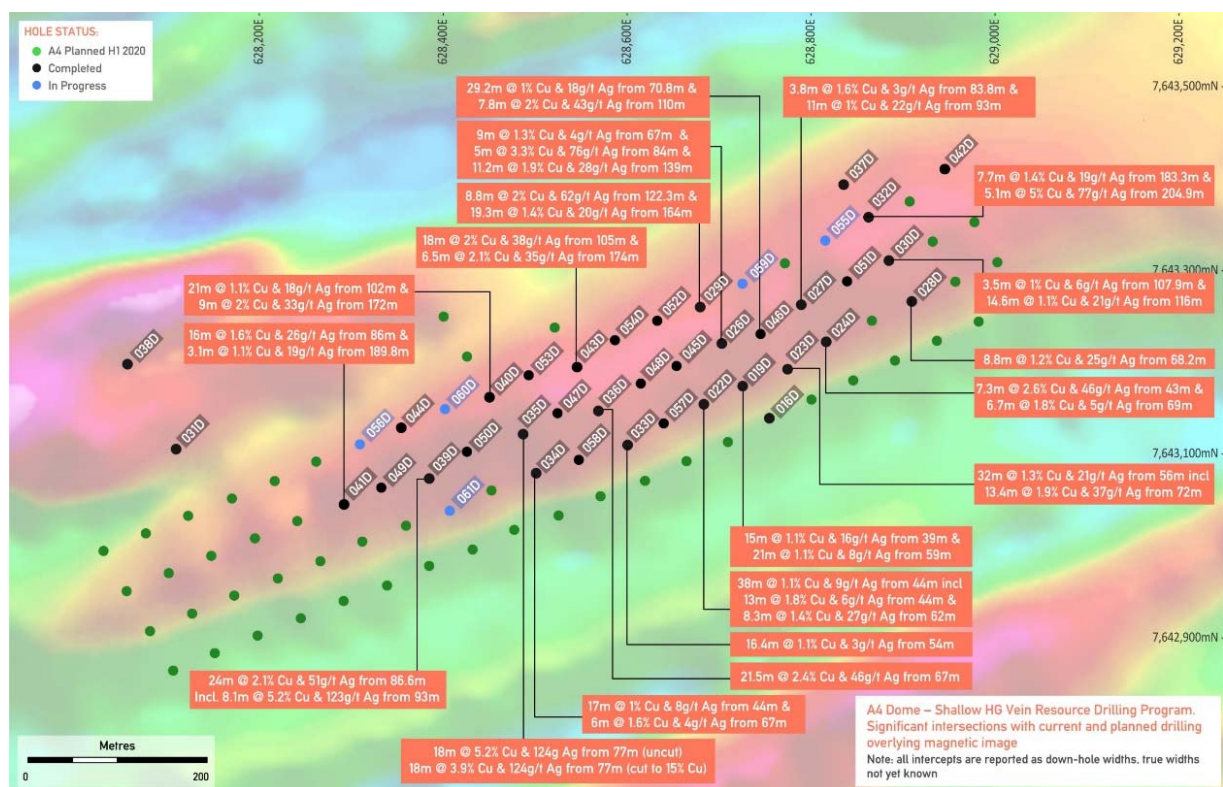 HOLE STATUS:
A4 Planned H1 2020
Completed
In Progress
628,200E
628,400E
628,600E
628,800E
629,000E
629,200E
7,643,500mN
7,643,300mN
7,643,100mN
7,642,900mN
29.2m @ 1% Cu & 18g/t Ag from 70.8m &
7.8m @ 2% Cu & 43g/t Ag from 110m
3.8m @ 1.6% Cu & 3g/t Ag from 83.8m &
11m @ 1% Cu & 22g/t Ag from 93m
9m @ 1.3% Cu & 4g/t Ag from 67m &
5m @ 3.3% Cu & 76g/t Ag from 84m &
11.2m @ 1.9% Cu & 28g/t Ag from 139m
7.7m @ 1.4% Cu & 19g/t Ag from 183.3m &
5.1m @ 5% Cu & 77g/t Ag from 204.9m
8.8m @ 2% Cu & 62g/t Ag from 122.3m &
19.3m @ 1.4% Cu & 20g/t Ag from 164m
18m @ 2% Cu & 38g/t Ag from 105m &
6.5m @ 2.1% Cu & 35g/t Ag from 174m
21m @ 1.1% Cu & 18g/t Ag from 102m &
9m @ 2% Cu & 33g/t Ag from 172m
3.5m @ 1% Cu & 6g/t Ag from 107.9m &
14.6m @ 1.1% Cu & 21g/t Ag from 116m
16m @ 1.6% Cu & 26g/t Ag from 86m &
3.1m @ 1.1% Cu & 19g/t Ag from 189.8m
8.8m @ 1.2% Cu & 25g/t Ag from 68.2m
7.3m @ 2.6% Cu & 46g/t Ag from 43m &
6.7m @ 1.8% Cu & 5g/t Ag from 69m
32m @ 1.3% Cu & 21g/t Ag from 56m incl
13.4m @ 1.9% Cu & 37g/t Ag from 72m
15m @ 1.1% Cu & 16g/t Ag from 39m &
21m @ 1.1% Cu & 8g/t Ag from 59m
38m @ 1.1% Cu & 9g/t Ag from 44m incl
13m @ 1.8% Cu & 6g/t Ag from 44m &
8.3m @ 1.4% Cu & 27g/t Ag from 62m
16.4m @ 1.1% Cu & 3g/t Ag from 54m
21.5m @ 2.4% Cu & 46g/t Ag from 67m
24m @ 2.1% Cu & 51g/t Ag from 86.6m
Incl. 8.1m @ 5.2% Cu & 123g/t Ag from 93m
17m @ 1% Cu & 8g/t Ag from 44m &
6m @ 1.6% Cu & 4g/t Ag from 67m
18m @ 5.2% Cu & 124g Ag from 77m (uncut)
18m @ 3.9% Cu & 124g/t Ag from 77m (cut to 15% Cu)
038D
031D
056D
044D
060D
040D
053D
043D
054D
052D
029D
059D
055D
037D
032D
042D
041D
049D
039D
050D
035D
047D
036D
048D
045D
026D
046D
027D
051D
030D
061D
034D
058D
033D
057D
022D
019D
023D
024D
028D
016D
Metres
0
200
A4 Dome – Shallow HG Vein Resource Drilling Program.
Significant intersections with current and planned drilling
overlying magnetic image
Note: all intercepts are reported as down-hole widths, true widths
not yet known